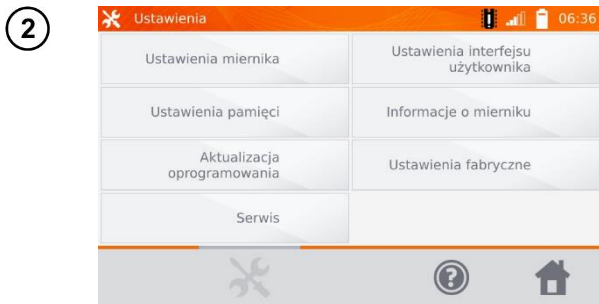 2
Ustawienia
06:36
Ustawienia miernika
Ustawienia interfejsu
użytkownika
Ustawienia pamięci
Informacje o mierniku
Aktualizacja
oprogramowania
Ustawienia fabryczne
Serwis
?